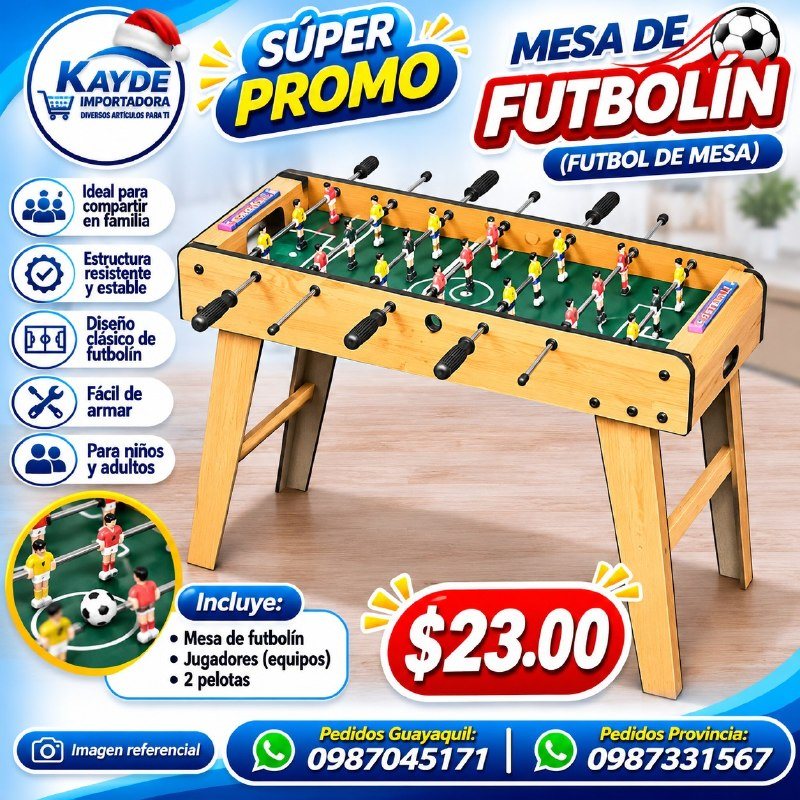 KAYDE
IMPORTADORA
DIVERSOS ARTÍCULOS PARA TI
SÚPER
PROMO
MESA DE
FUTBOLÍN
(FUTBOL DE MESA)
Ideal para
compartir
en familia
Estructura
resistente
y estable
Diseño
clásico de
futbolín
Fácil de
armar
Para niños
y adultos
Incluye:
• Mesa de futbolín
• Jugadores (equipos)
• 2 pelotas
$23.00
Imagen referencial
Pedidos Guayaquil:
0987045171
Pedidos Provincia:
0987331567